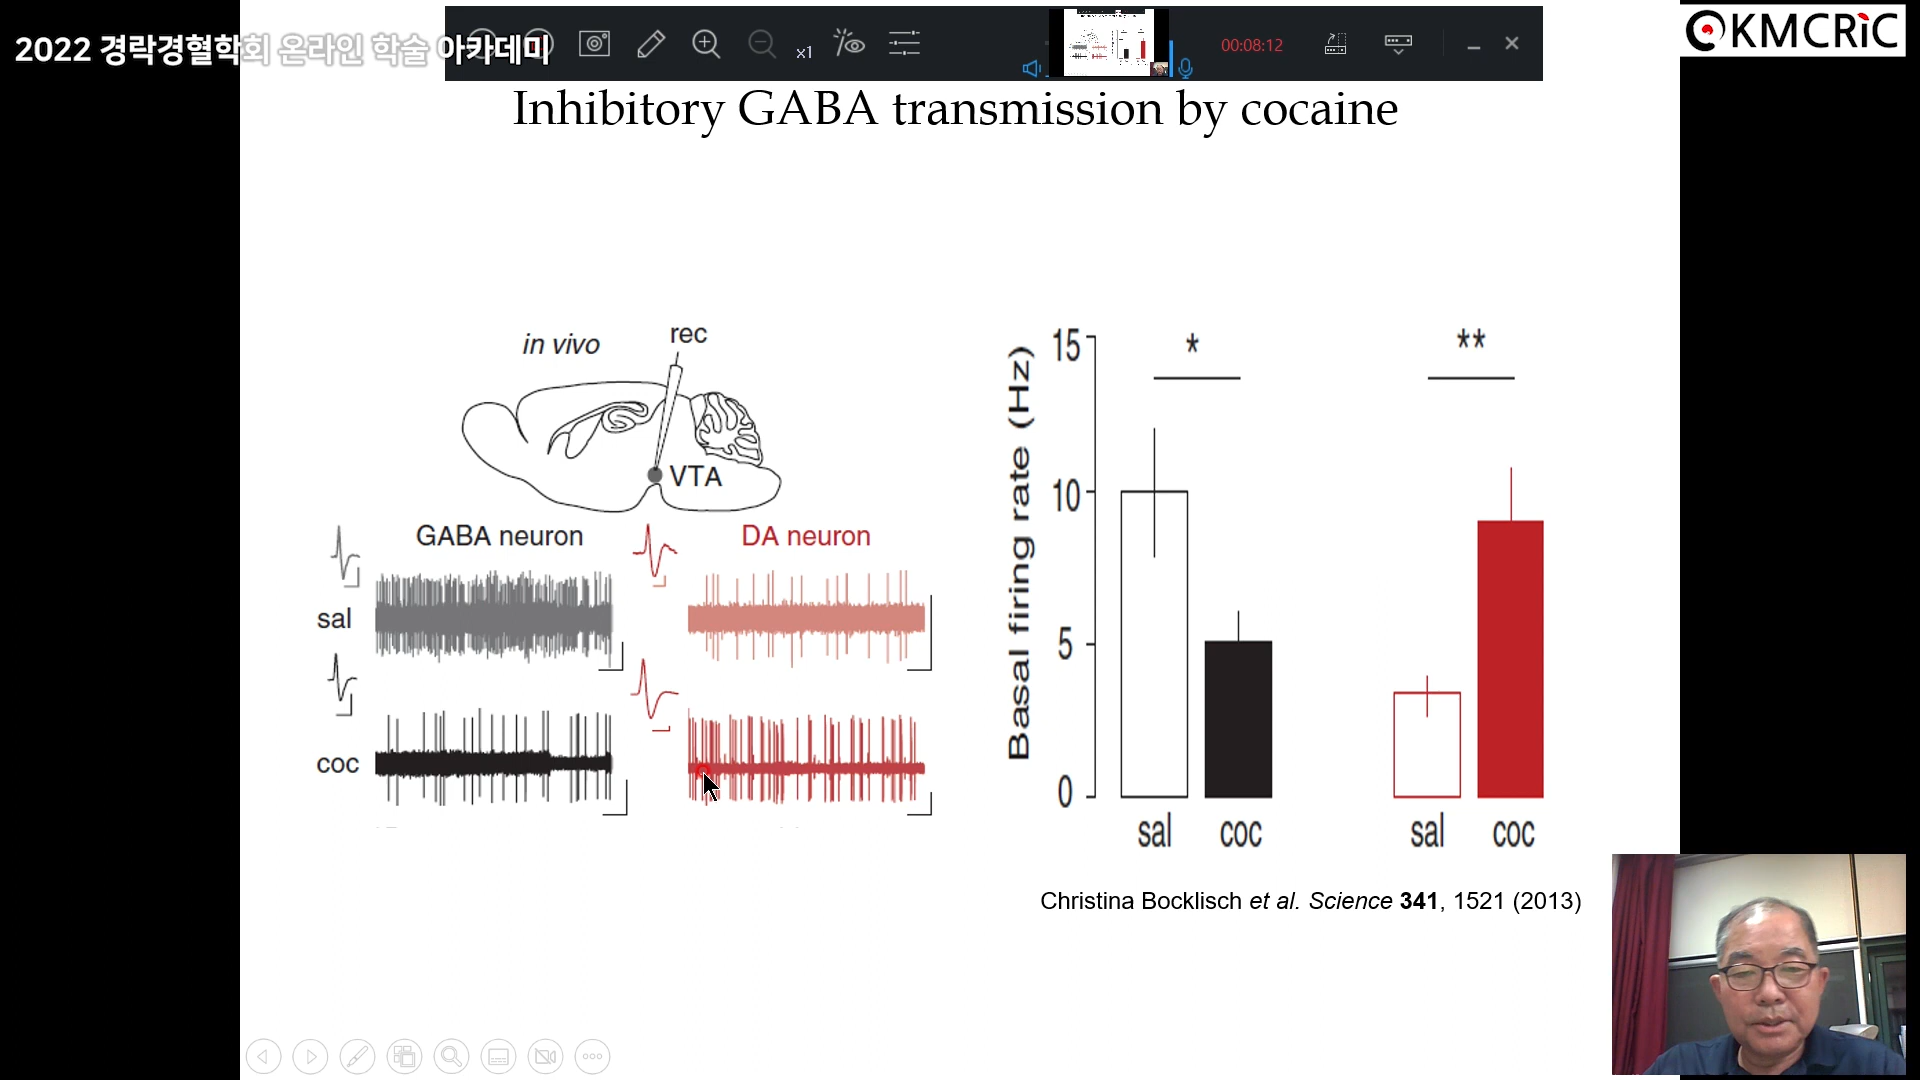 2022 경락경혈학회 온라인 학술 아카데미
x1
00:08:12
KMCRiC
Inhibitory GABA transmission by cocaine
in vivo
rec
VTA
GABA neuron
DA neuron
sal
coc
Basal firing rate (Hz)
15
10
5
0
*
**
sal
coc
sal
coc
Christina Bocklisch et al. Science 341, 1521 (2013)